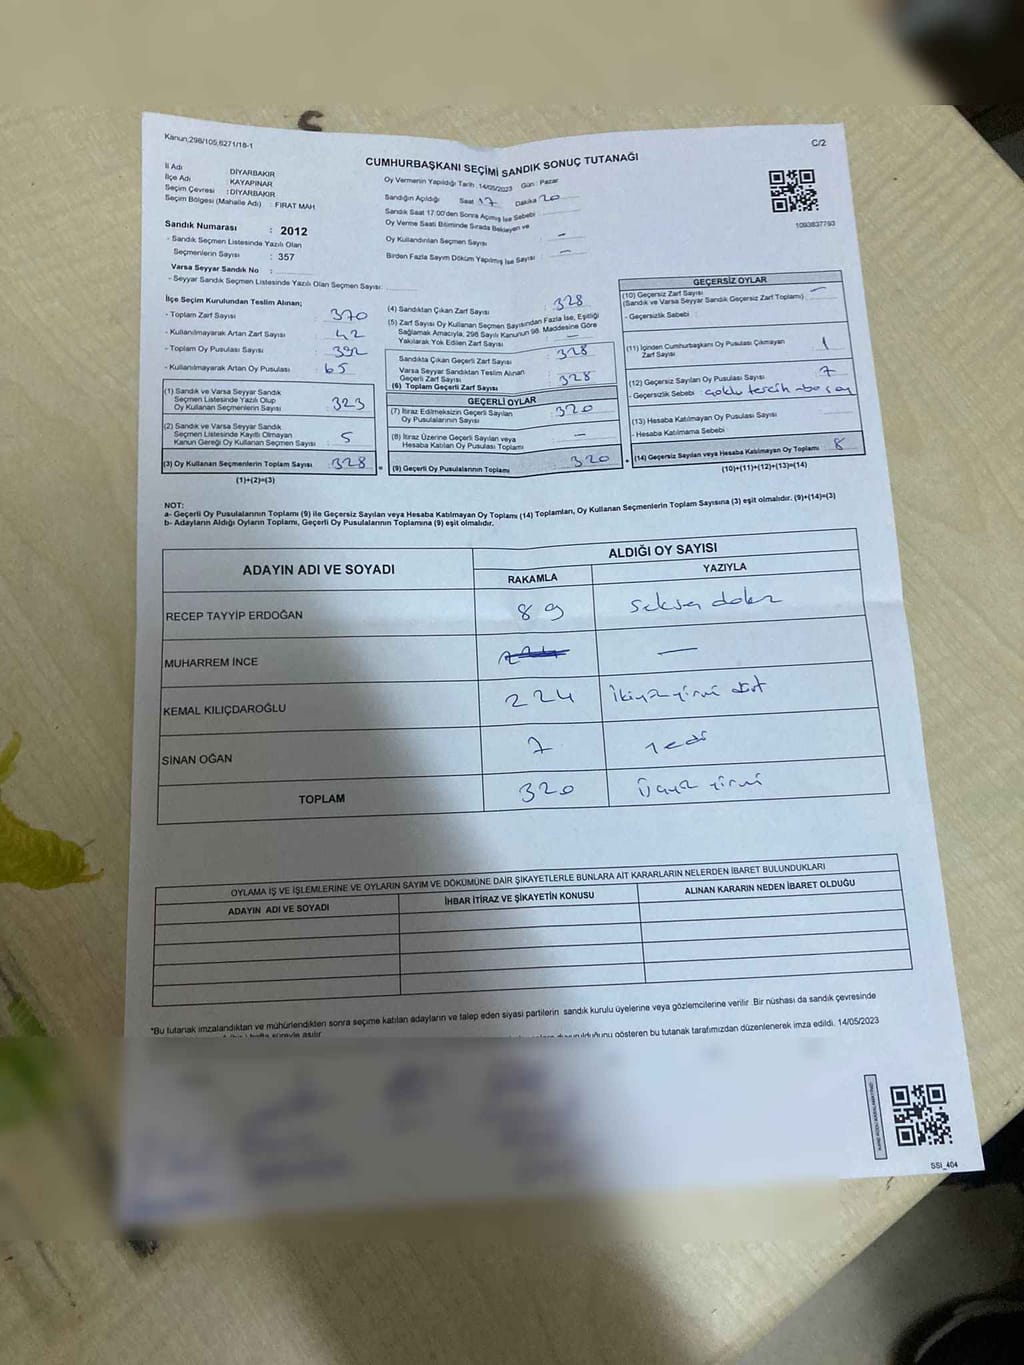 Kanun,298/105,6271/18-1
C/2
CUMHURBAŞKANI SEÇİMİ SANDIK SONUÇ TUTANAĞI
İl Adı : DİYARBAKIR
İlçe Adı : KAYAPINAR
Seçim Çevresi : DİYARBAKIR
Seçim Bölgesi (Mahalle Adı) : FIRAT MAH
Oy Vermenin Yapıldığı Tarih :14/05/2023 Gün : Pazar
Sandığın Açıldığı Saat 17 Dakika 20
Sandık Saat 17:00'den Sonra Açılmış İse Sebebi :
Oy Verme Saati Bitiminde Sırada Bekleyen ve
Oy Kullandırılan Seçmen Sayısı : –
Birden Fazla Sayım Döküm Yapılmış İse Sayısı : –
1093837793
Sandık Numarası : 2012
- Sandık Seçmen Listesinde Yazılı Olan
Seçmenlerin Sayısı : 357
Varsa Seyyar Sandık No :
- Seyyar Sandık Seçmen Listesinde Yazılı Olan Seçmen Sayısı:
İlçe Seçim Kurulundan Teslim Alınan;
- Toplam Zarf Sayısı : 370
- Kullanılmayarak Artan Zarf Sayısı : 42
- Toplam Oy Pusulası Sayısı : 392
- Kullanılmayarak Artan Oy Pusulası : 65
(1) Sandık ve Varsa Seyyar Sandık
Seçmen Listesinde Yazılı Olup
Oy Kullanan Seçmenlerin Sayısı : 323
(2) Sandık ve Varsa Seyyar Sandık
Seçmen Listesinde Kayıtlı Olmayan
Kanun Gereği Oy Kullanan Seçmen Sayısı : 5
(3) Oy Kullanan Seçmenlerin Toplam Sayısı : 328
(1)+(2)=(3)
(4) Sandıktan Çıkan Zarf Sayısı : 328
(5) Zarf Sayısı Oy Kullanan Seçmen Sayısından Fazla İse, Eşitliği
Sağlamak Amacıyla, 298 Sayılı Kanunun 98. Maddesine Göre
Yakılarak Yok Edilen Zarf Sayısı : –
Sandıkta Çıkan Geçerli Zarf Sayısı : 328
Varsa Seyyar Sandıktan Teslim Alınan
Geçerli Zarf Sayısı
(6) Toplam Geçerli Zarf Sayısı : 328
GEÇERLİ OYLAR
(7) İtiraz Edilmeksizin Geçerli Sayılan
Oy Pusulalarının Sayısı : 320
(8) İtiraz Üzerine Geçerli Sayılan veya
Hesaba Katılan Oy Pusulası Toplamı : –
(9) Geçerli Oy Pusulalarının Toplamı : 320
GEÇERSİZ OYLAR
(10) Geçersiz Zarf Sayısı : –
(Sandık ve Varsa Seyyar Sandık Geçersiz Zarf Toplamı)
- Geçersizlik Sebebi :
(11) İçinden Cumhurbaşkanı Oy Pusulası Çıkmayan
Zarf Sayısı : 1
(12) Geçersiz Sayılan Oy Pusulası Sayısı : 7
- Geçersizlik Sebebi : çoklu tercih
(13) Hesaba Katılmayan Oy Pusulası Sayısı :
- Hesaba Katılmama Sebebi :
(14) Geçersiz Sayılan veya Hesaba Katılmayan Oy Toplamı : 8
(10)+(11)+(12)+(13)=(14)
NOT:
a- Geçerli Oy Pusulalarının Toplamı (9) ile Geçersiz Sayılan veya Hesaba Katılmayan Oy Toplamı (14) Toplamları, Oy Kullanan Seçmenlerin Toplam Sayısına (3) eşit olmalıdır. (9)+(14)=(3)
b- Adayların Aldığı Oyların Toplamı, Geçerli Oy Pusulalarının Toplamına (9) eşit olmalıdır.
ADAYIN ADI VE SOYADI
ALDIĞI OY SAYISI
RAKAMLA YAZIYLA
RECEP TAYYİP ERDOĞAN 89 seksen dokuz
MUHARREM İNCE –
KEMAL KILIÇDAROĞLU 224 ikiyüz yirmi dört
SİNAN OĞAN 7 yedi
TOPLAM 320 üçyüz yirmi
OYLAMA İŞ VE İŞLEMLERİNE VE OYLARIN SAYIM VE DÖKÜMÜNE DAİR ŞİKAYETLERLE BUNLARA AİT KARARLARIN NELERDEN İBARET BULUNDUKLARI
ADAYIN ADI VE SOYADI İHBAR İTİRAZ VE ŞİKAYETİN KONUSU ALINAN KARARIN NEDEN İBARET OLDUĞU
*Bu tutanak imzalandıktan ve mühürlendikten sonra seçime katılan adayların ve talep eden siyasi partilerin sandık kurulu üyelerine veya gözlemcilerine verilir .Bir nüshası da sandık çevresinde
hafta süreyle asılır. duyurulduğunu gösteren bu tutanak tarafımızdan düzenlenerek imza edildi. 14/05/2023
SSI_404